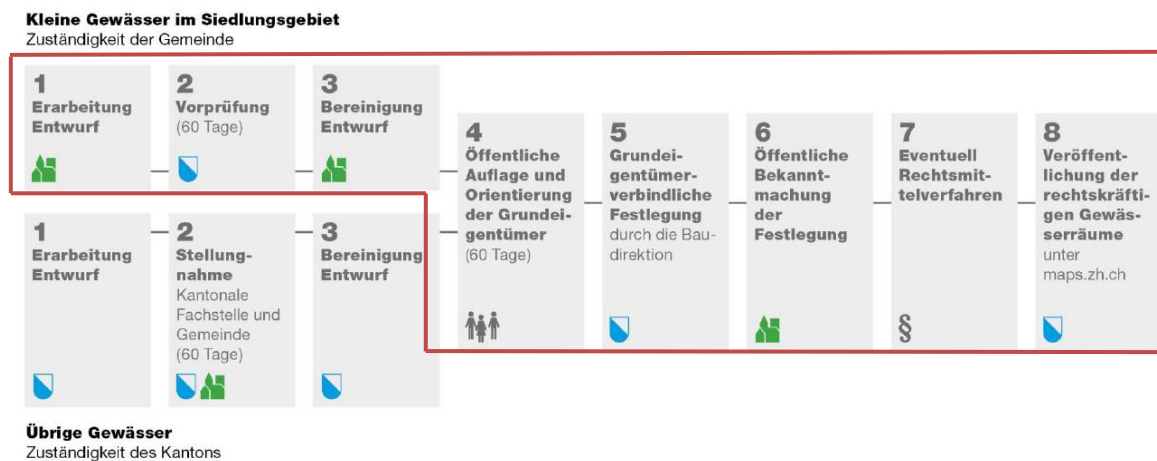 Kleine Gewässer im Siedlungsgebiet
Zuständigkeit der Gemeinde
1
Erarbeitung
Entwurf
2
Vorprüfung
(60 Tage)
3
Bereinigung
Entwurf
4
Öffentliche
Auflage und
Orientierung
der Grundei-
gentümer
(60 Tage)
5
Grundei-
gentümer-
verbindliche
Festlegung
durch die Bau-
direktion
6
Öffentliche
Bekannt-
machung
der
Festlegung
7
Eventuell
Rechtsmit-
telverfahren
§
8
Veröffent-
lichung der
rechtskräfti-
gen Gewäs-
serräume
unter
maps.zh.ch
1
Erarbeitung
Entwurf
2
Stellung-
nahme
Kantonale
Fachstelle und
Gemeinde
(60 Tage)
3
Bereinigung
Entwurf
Übrige Gewässer
Zuständigkeit des Kantons